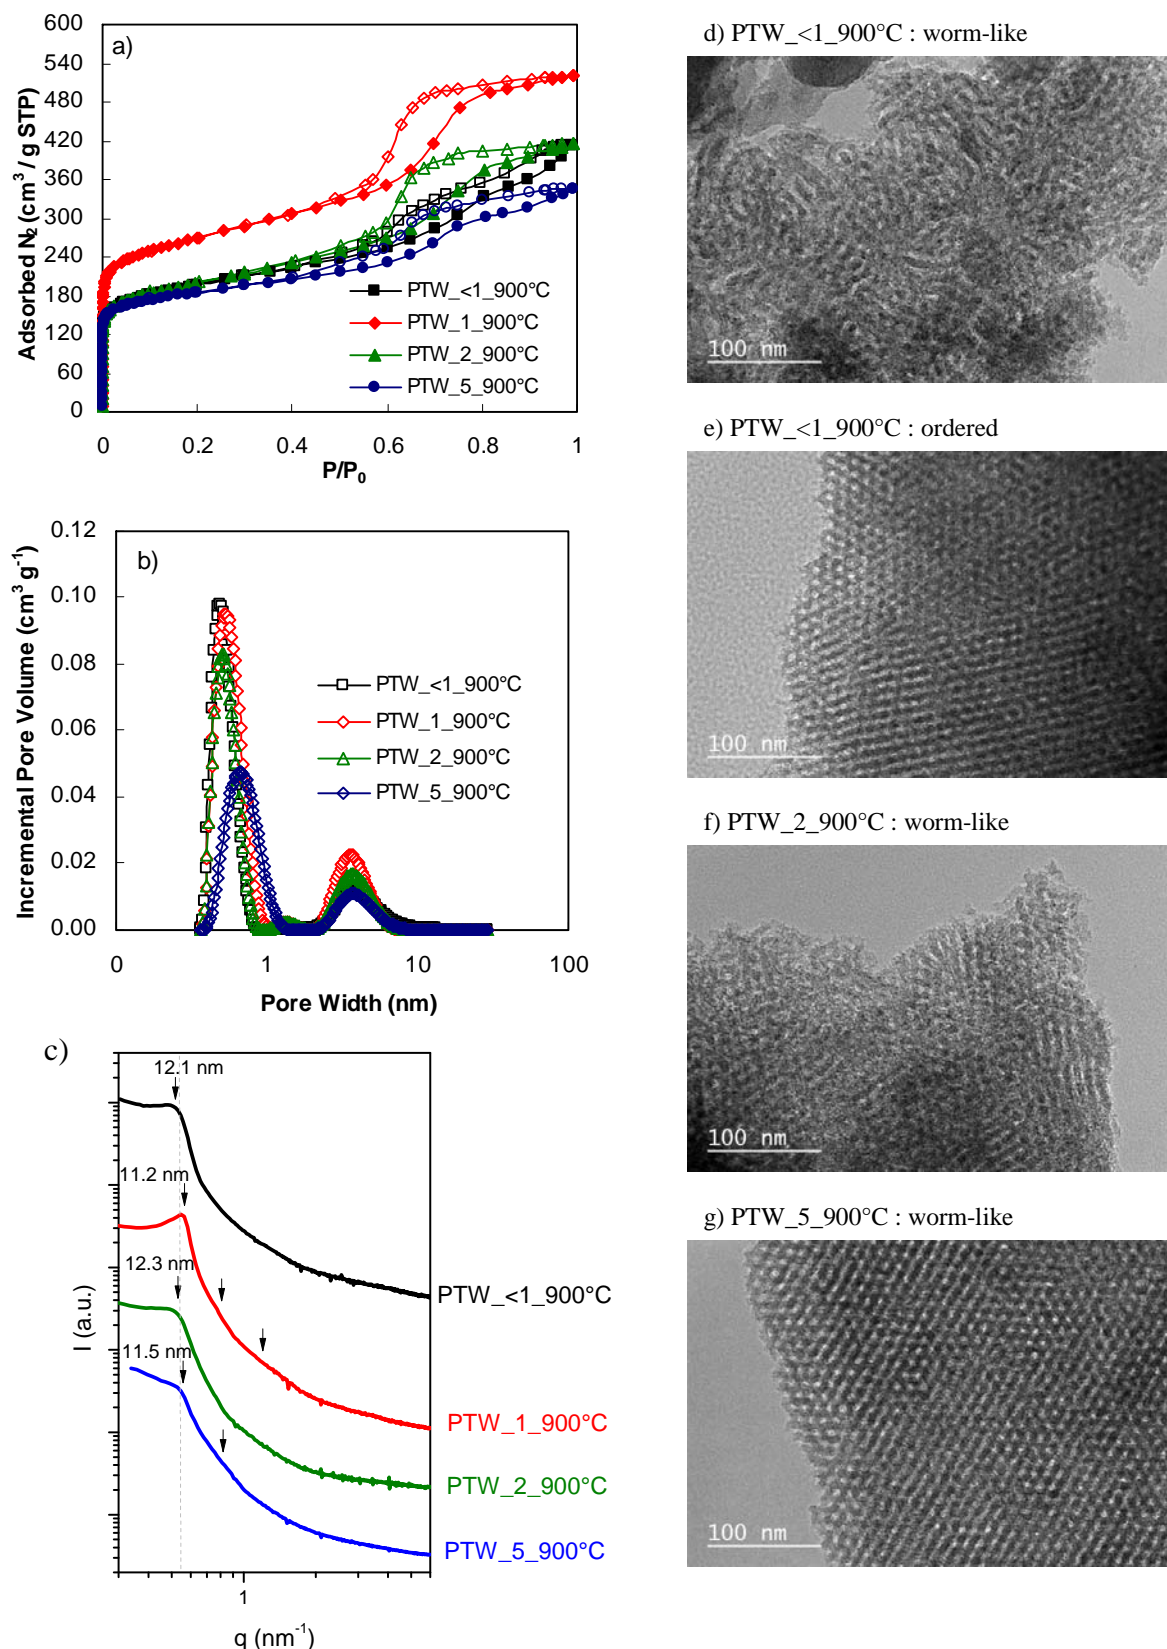 a)
Adsorbed N2 (cm3 / g STP)
600
540
480
420
360
300
240
180
120
60
0
PTW_<1_900°C
PTW_1_900°C
PTW_2_900°C
PTW_5_900°C
0 0.2 0.4 0.6 0.8 1
P/P0
b)
Incremental Pore Volume (cm3 g-1)
0.12
0.10
0.08
0.06
0.04
0.02
0.00
PTW_<1_900°C
PTW_1_900°C
PTW_2_900°C
PTW_5_900°C
0 1 10 100
Pore Width (nm)
c)
I (a.u.)
12.1 nm
11.2 nm
12.3 nm
11.5 nm
PTW_<1_900°C
PTW_1_900°C
PTW_2_900°C
PTW_5_900°C
1
q (nm-1)
d) PTW_<1_900°C : worm-like
100 nm
e) PTW_<1_900°C : ordered
100 nm
f) PTW_2_900°C : worm-like
100 nm
g) PTW_5_900°C : worm-like
100 nm